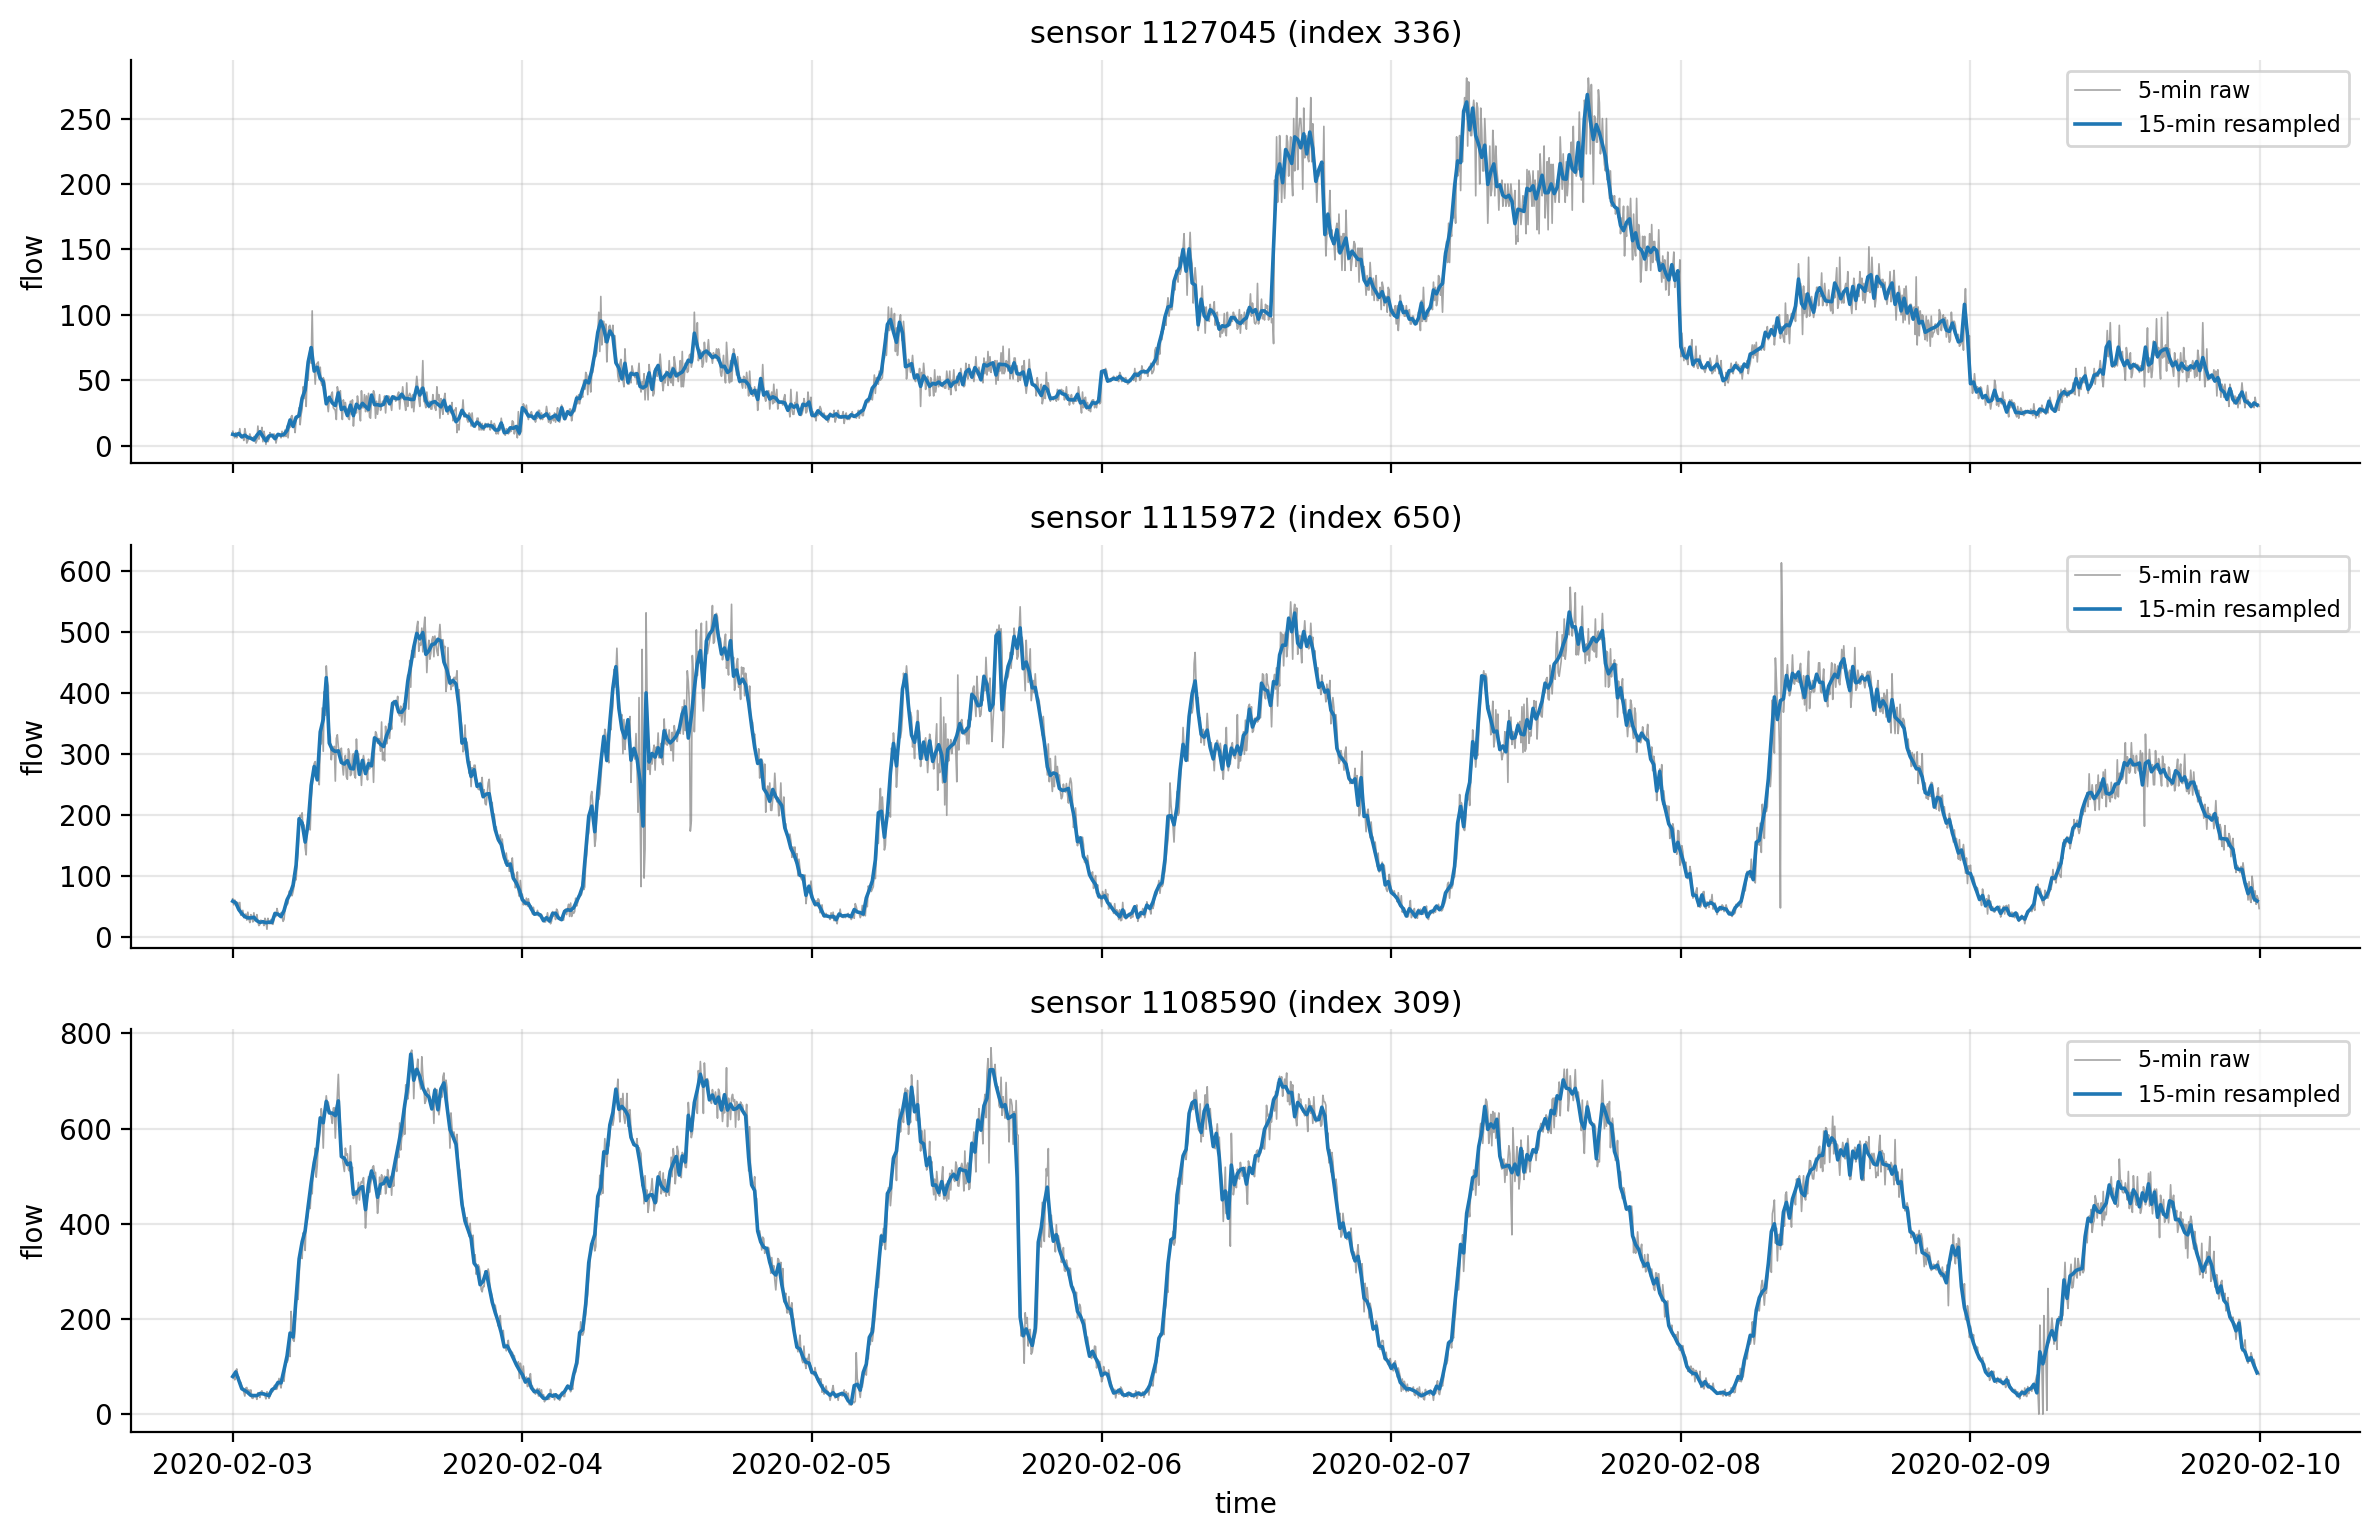 sensor 1127045 (index 336)
5-min raw
15-min resampled
250
200
150
100
50
0
flow
sensor 1115972 (index 650)
5-min raw
15-min resampled
600
500
400
300
200
100
0
flow
sensor 1108590 (index 309)
5-min raw
15-min resampled
800
600
400
200
0
flow
2020-02-03 2020-02-04 2020-02-05 2020-02-06 2020-02-07 2020-02-08 2020-02-09 2020-02-10
time